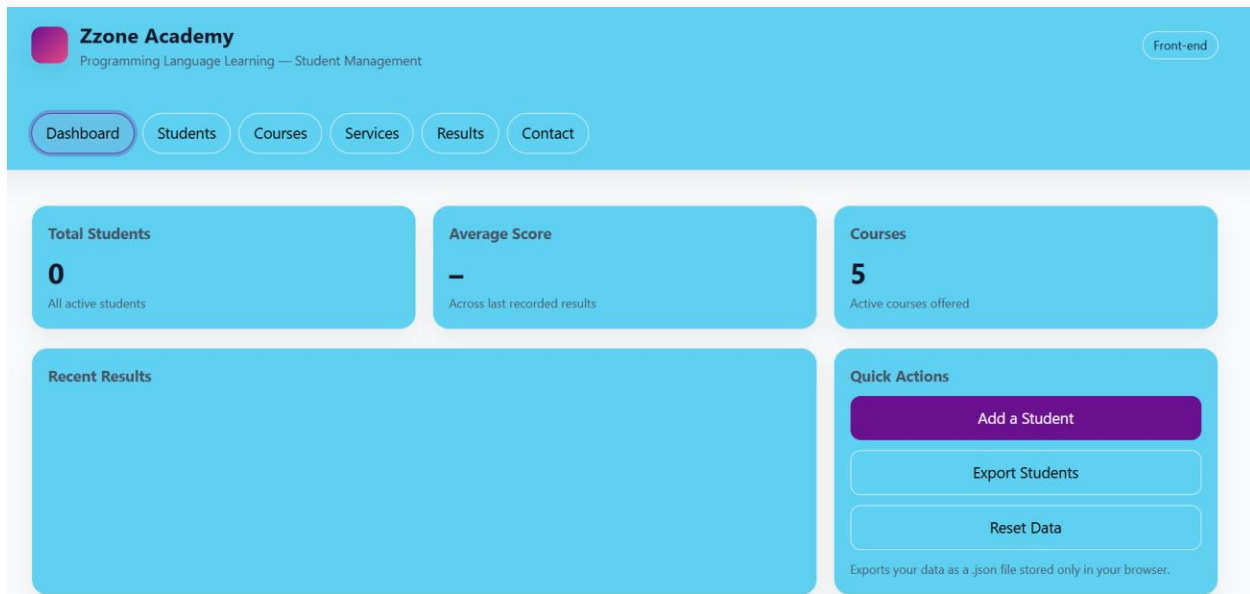 Zzone Academy
Programming Language Learning — Student Management
Front-end
Dashboard
Students
Courses
Services
Results
Contact
Total Students
0
All active students
Average Score
–
Across last recorded results
Courses
5
Active courses offered
Recent Results
Quick Actions
Add a Student
Export Students
Reset Data
Exports your data as a .json file stored only in your browser.